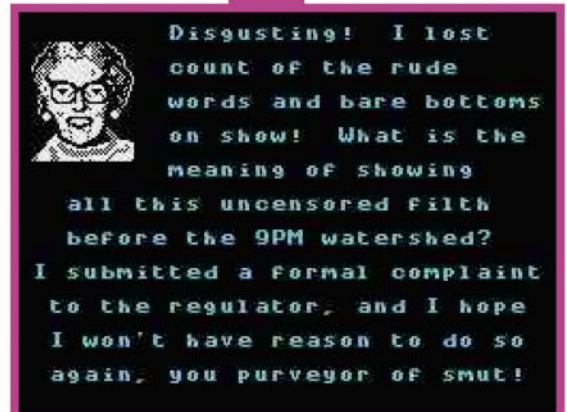 Disgusting! I lost
count of the rude
words and bare bottoms
on show! What is the
meaning of showing
all this uncensored filth
before the 9PM watershed?
I submitted a formal complaint
to the regulator, and I hope
I won't have reason to do so
again, you purveyor of smut!